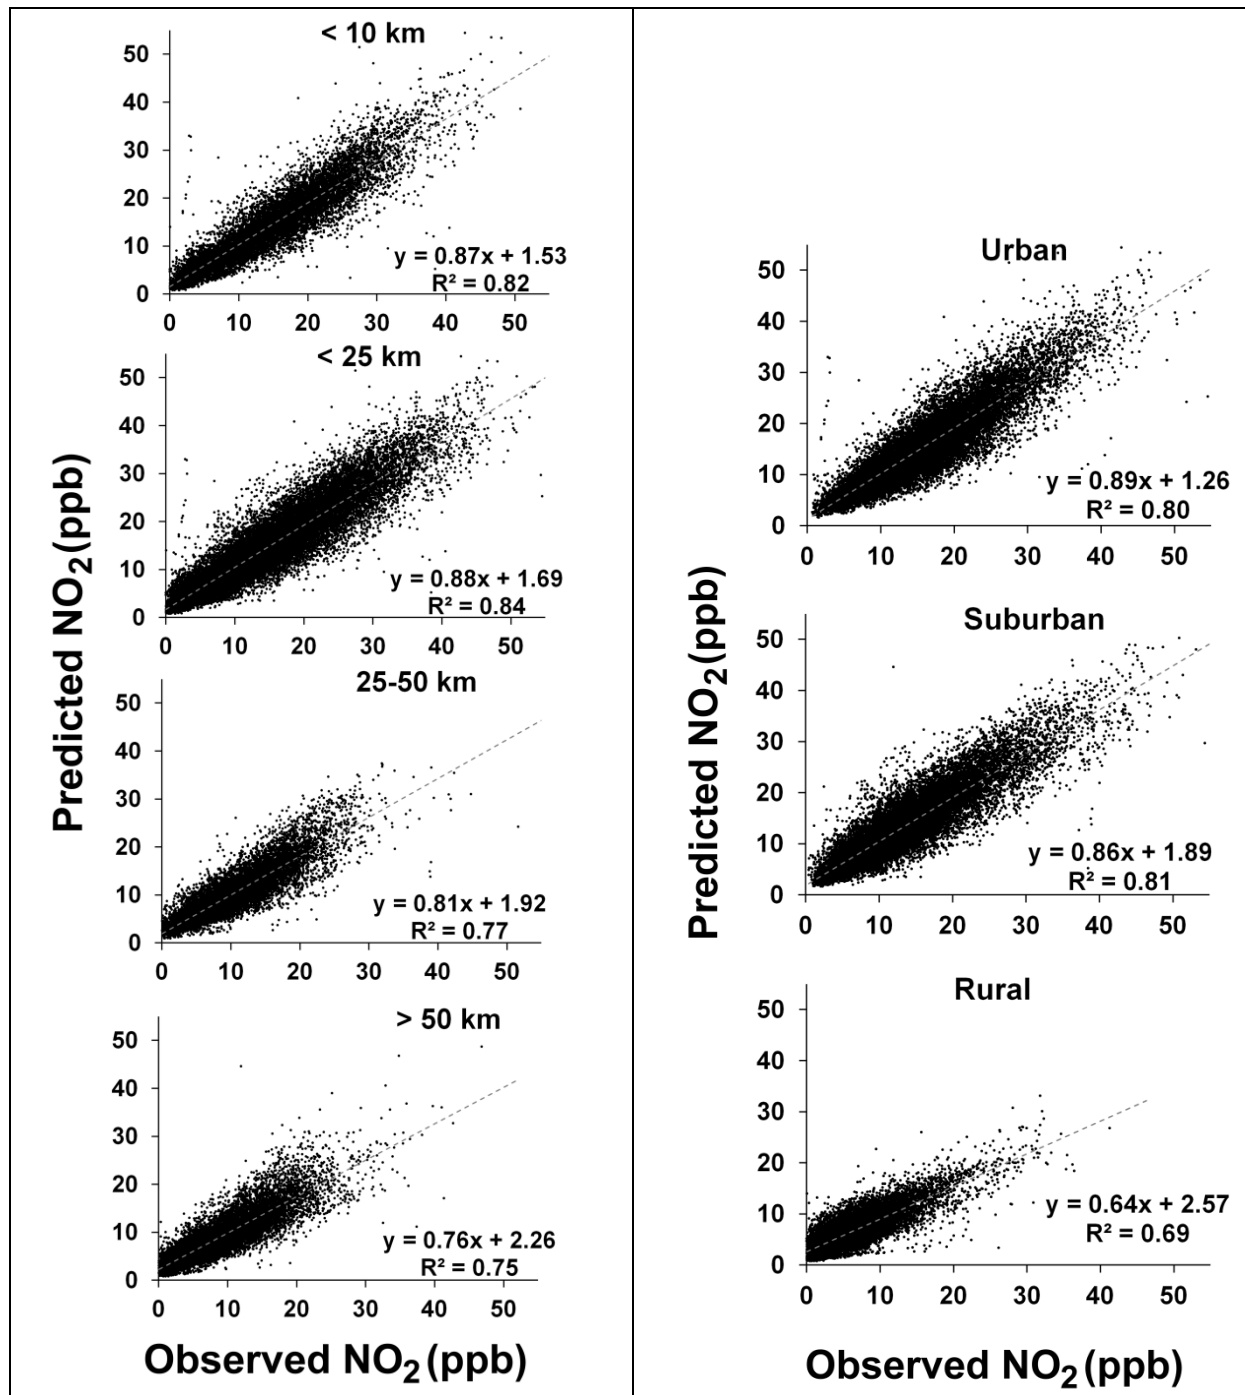 Predicted NO2 (ppb)
< 10 km
50
40
30
20
10
0
y = 0.87x + 1.53
R² = 0.82
0 10 20 30 40 50
< 25 km
50
40
30
20
10
0
y = 0.88x + 1.69
R² = 0.84
0 10 20 30 40 50
25-50 km
50
40
30
20
10
0
y = 0.81x + 1.92
R² = 0.77
0 10 20 30 40 50
> 50 km
50
40
30
20
10
0
y = 0.76x + 2.26
R² = 0.75
0 10 20 30 40 50
Observed NO2 (ppb)
Predicted NO2 (ppb)
Urban
50
40
30
20
10
0
y = 0.89x + 1.26
R² = 0.80
0 10 20 30 40 50
Suburban
50
40
30
20
10
0
y = 0.86x + 1.89
R² = 0.81
0 10 20 30 40 50
Rural
50
40
30
20
10
0
y = 0.64x + 2.57
R² = 0.69
0 10 20 30 40 50
Observed NO2 (ppb)